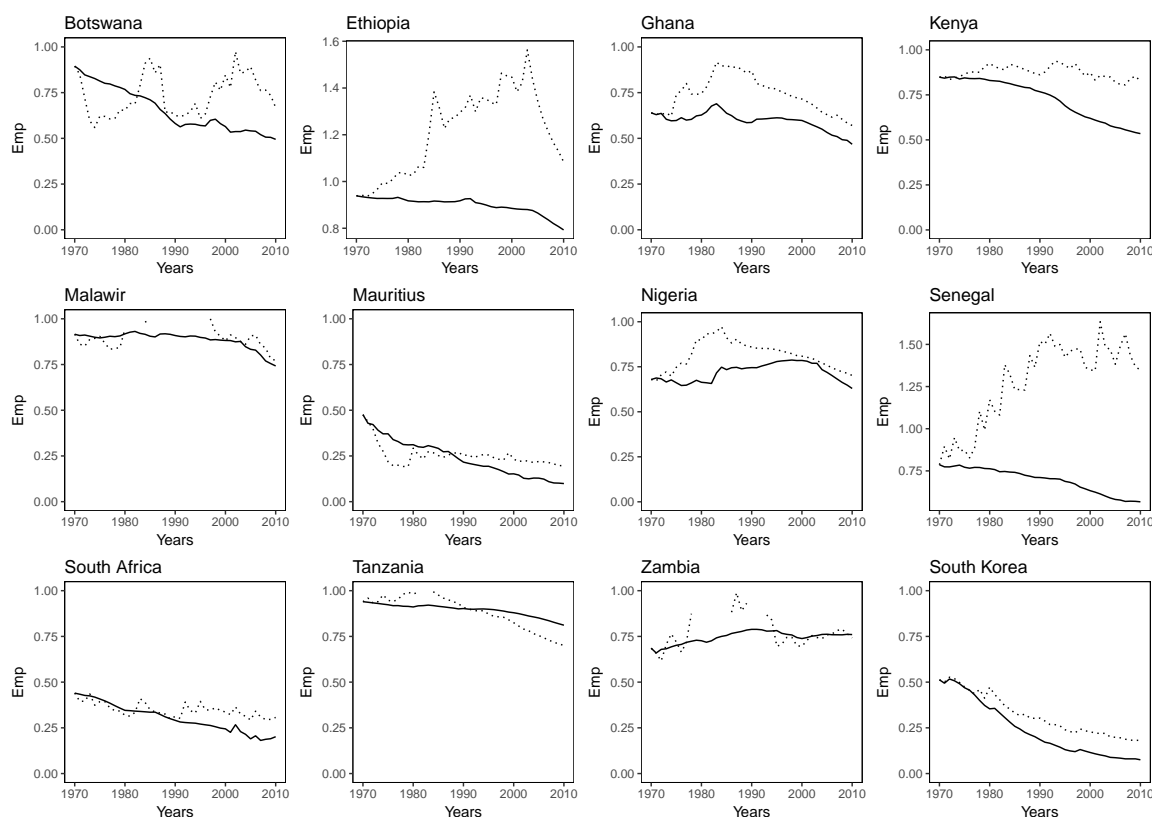 Botswana
Ethiopia
Ghana
Kenya
Emp
1.00
0.75
0.50
0.25
0.00
1970 1980 1990 2000 2010
Years
Emp
1.6
1.4
1.2
1.0
0.8
1970 1980 1990 2000 2010
Years
Emp
1.00
0.75
0.50
0.25
0.00
1970 1980 1990 2000 2010
Years
Emp
1.00
0.75
0.50
0.25
0.00
1970 1980 1990 2000 2010
Years
Malawir
Mauritius
Nigeria
Senegal
Emp
1.00
0.75
0.50
0.25
0.00
1970 1980 1990 2000 2010
Years
Emp
1.00
0.75
0.50
0.25
0.00
1970 1980 1990 2000 2010
Years
Emp
1.00
0.75
0.50
0.25
0.00
1970 1980 1990 2000 2010
Years
Emp
1.50
1.25
1.00
0.75
1970 1980 1990 2000 2010
Years
South Africa
Tanzania
Zambia
South Korea
Emp
1.00
0.75
0.50
0.25
0.00
1970 1980 1990 2000 2010
Years
Emp
1.00
0.75
0.50
0.25
0.00
1970 1980 1990 2000 2010
Years
Emp
1.00
0.75
0.50
0.25
0.00
1970 1980 1990 2000 2010
Years
Emp
1.00
0.75
0.50
0.25
0.00
1970 1980 1990 2000 2010
Years